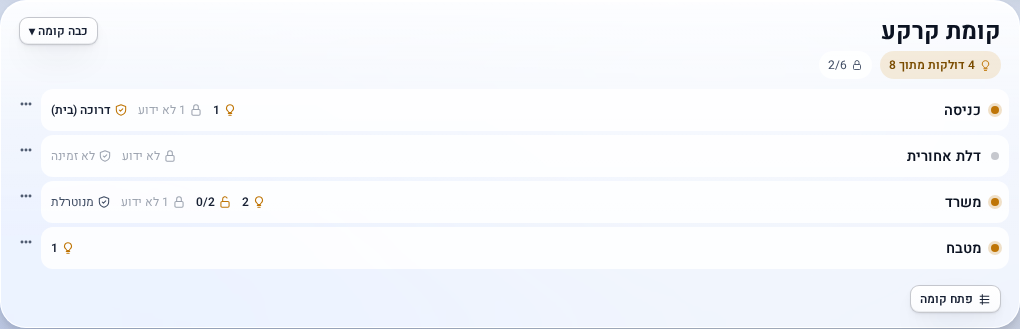 קומת קרקע
כבה קומה ▾
4 דולקות מתוך 8
2/6
כניסה
1
1 לא ידוע
דרוכה (בית)
דלת אחורית
לא ידוע
לא זמינה
משרד
2
0/2
1 לא ידוע
מנוטרלת
מטבח
1
פתח קומה